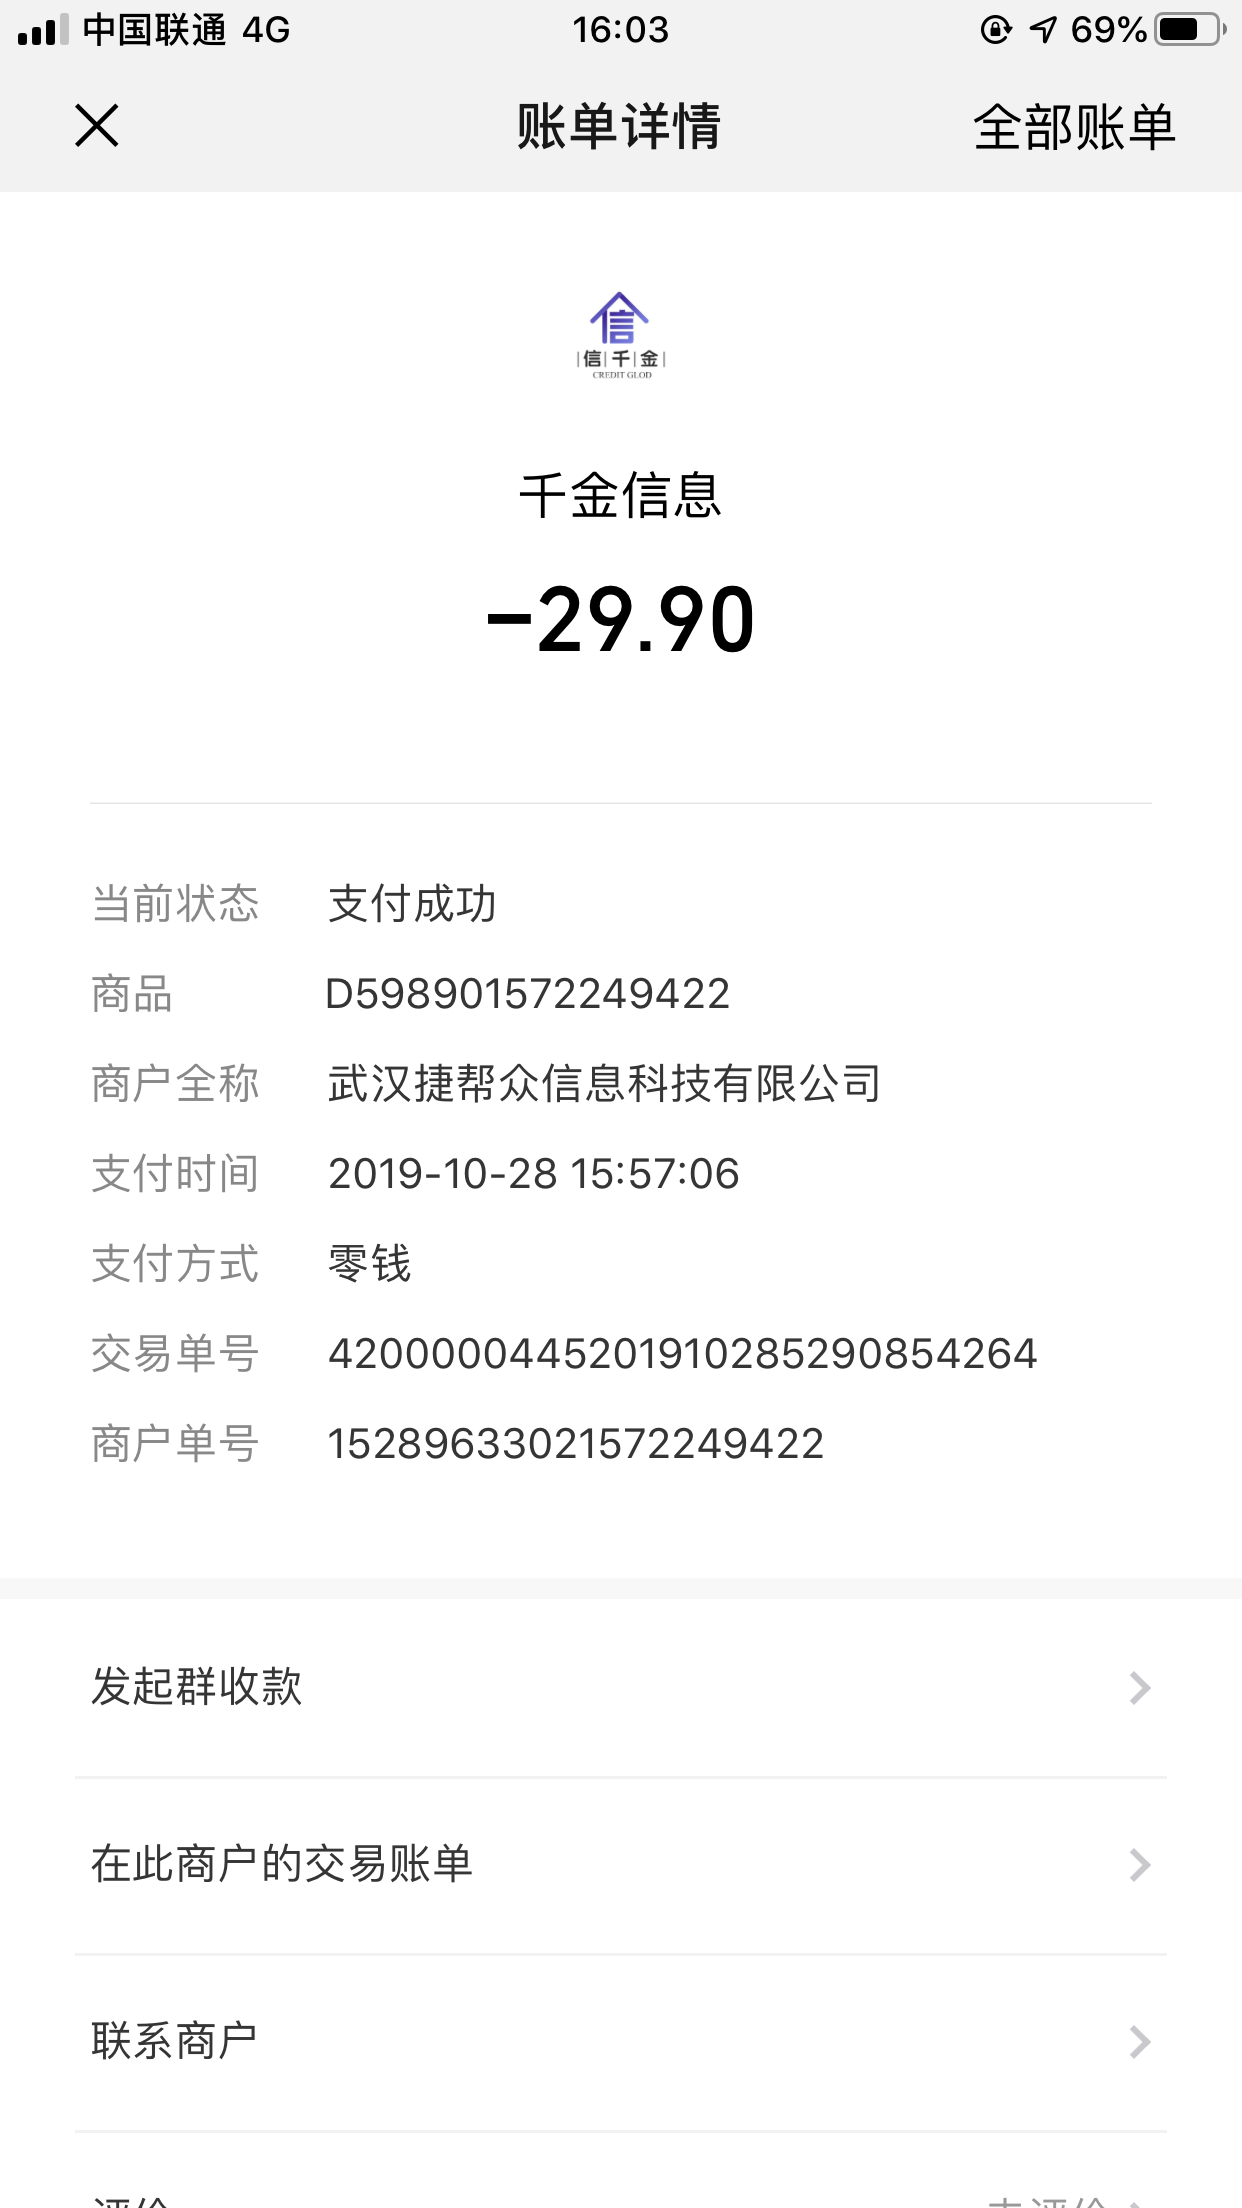 中国联通 4G 16:03 69%
账单详情 全部账单
信
信 千 金
CREDIT GLOD
千金信息
-29.90
当前状态 支付成功
商品 D598901572249422
商户全称 武汉捷帮众信息科技有限公司
支付时间 2019-10-28 15:57:06
支付方式 零钱
交易单号 4200000445201910285290854264
商户单号 15289633021572249422
发起群收款
在此商户的交易账单
联系商户